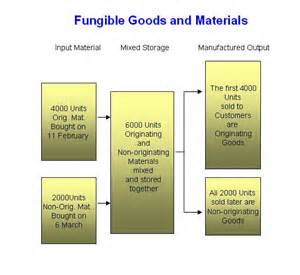 Fungible Goods and Materials
Input Material
Mixed Storage
Manufactured Output
4000 Units
Orig. Mat.
Bought on
11 February
2000Units
Non-Orig. Mat
Bought on
6 March
6000 Units
Originating
and
Non-originating
Materials
mixed
and stored
together
The first 4000
Units
sold to
Customers
are
Originating
Goods
All 2000 Units
sold later are
Non-originating
Goods